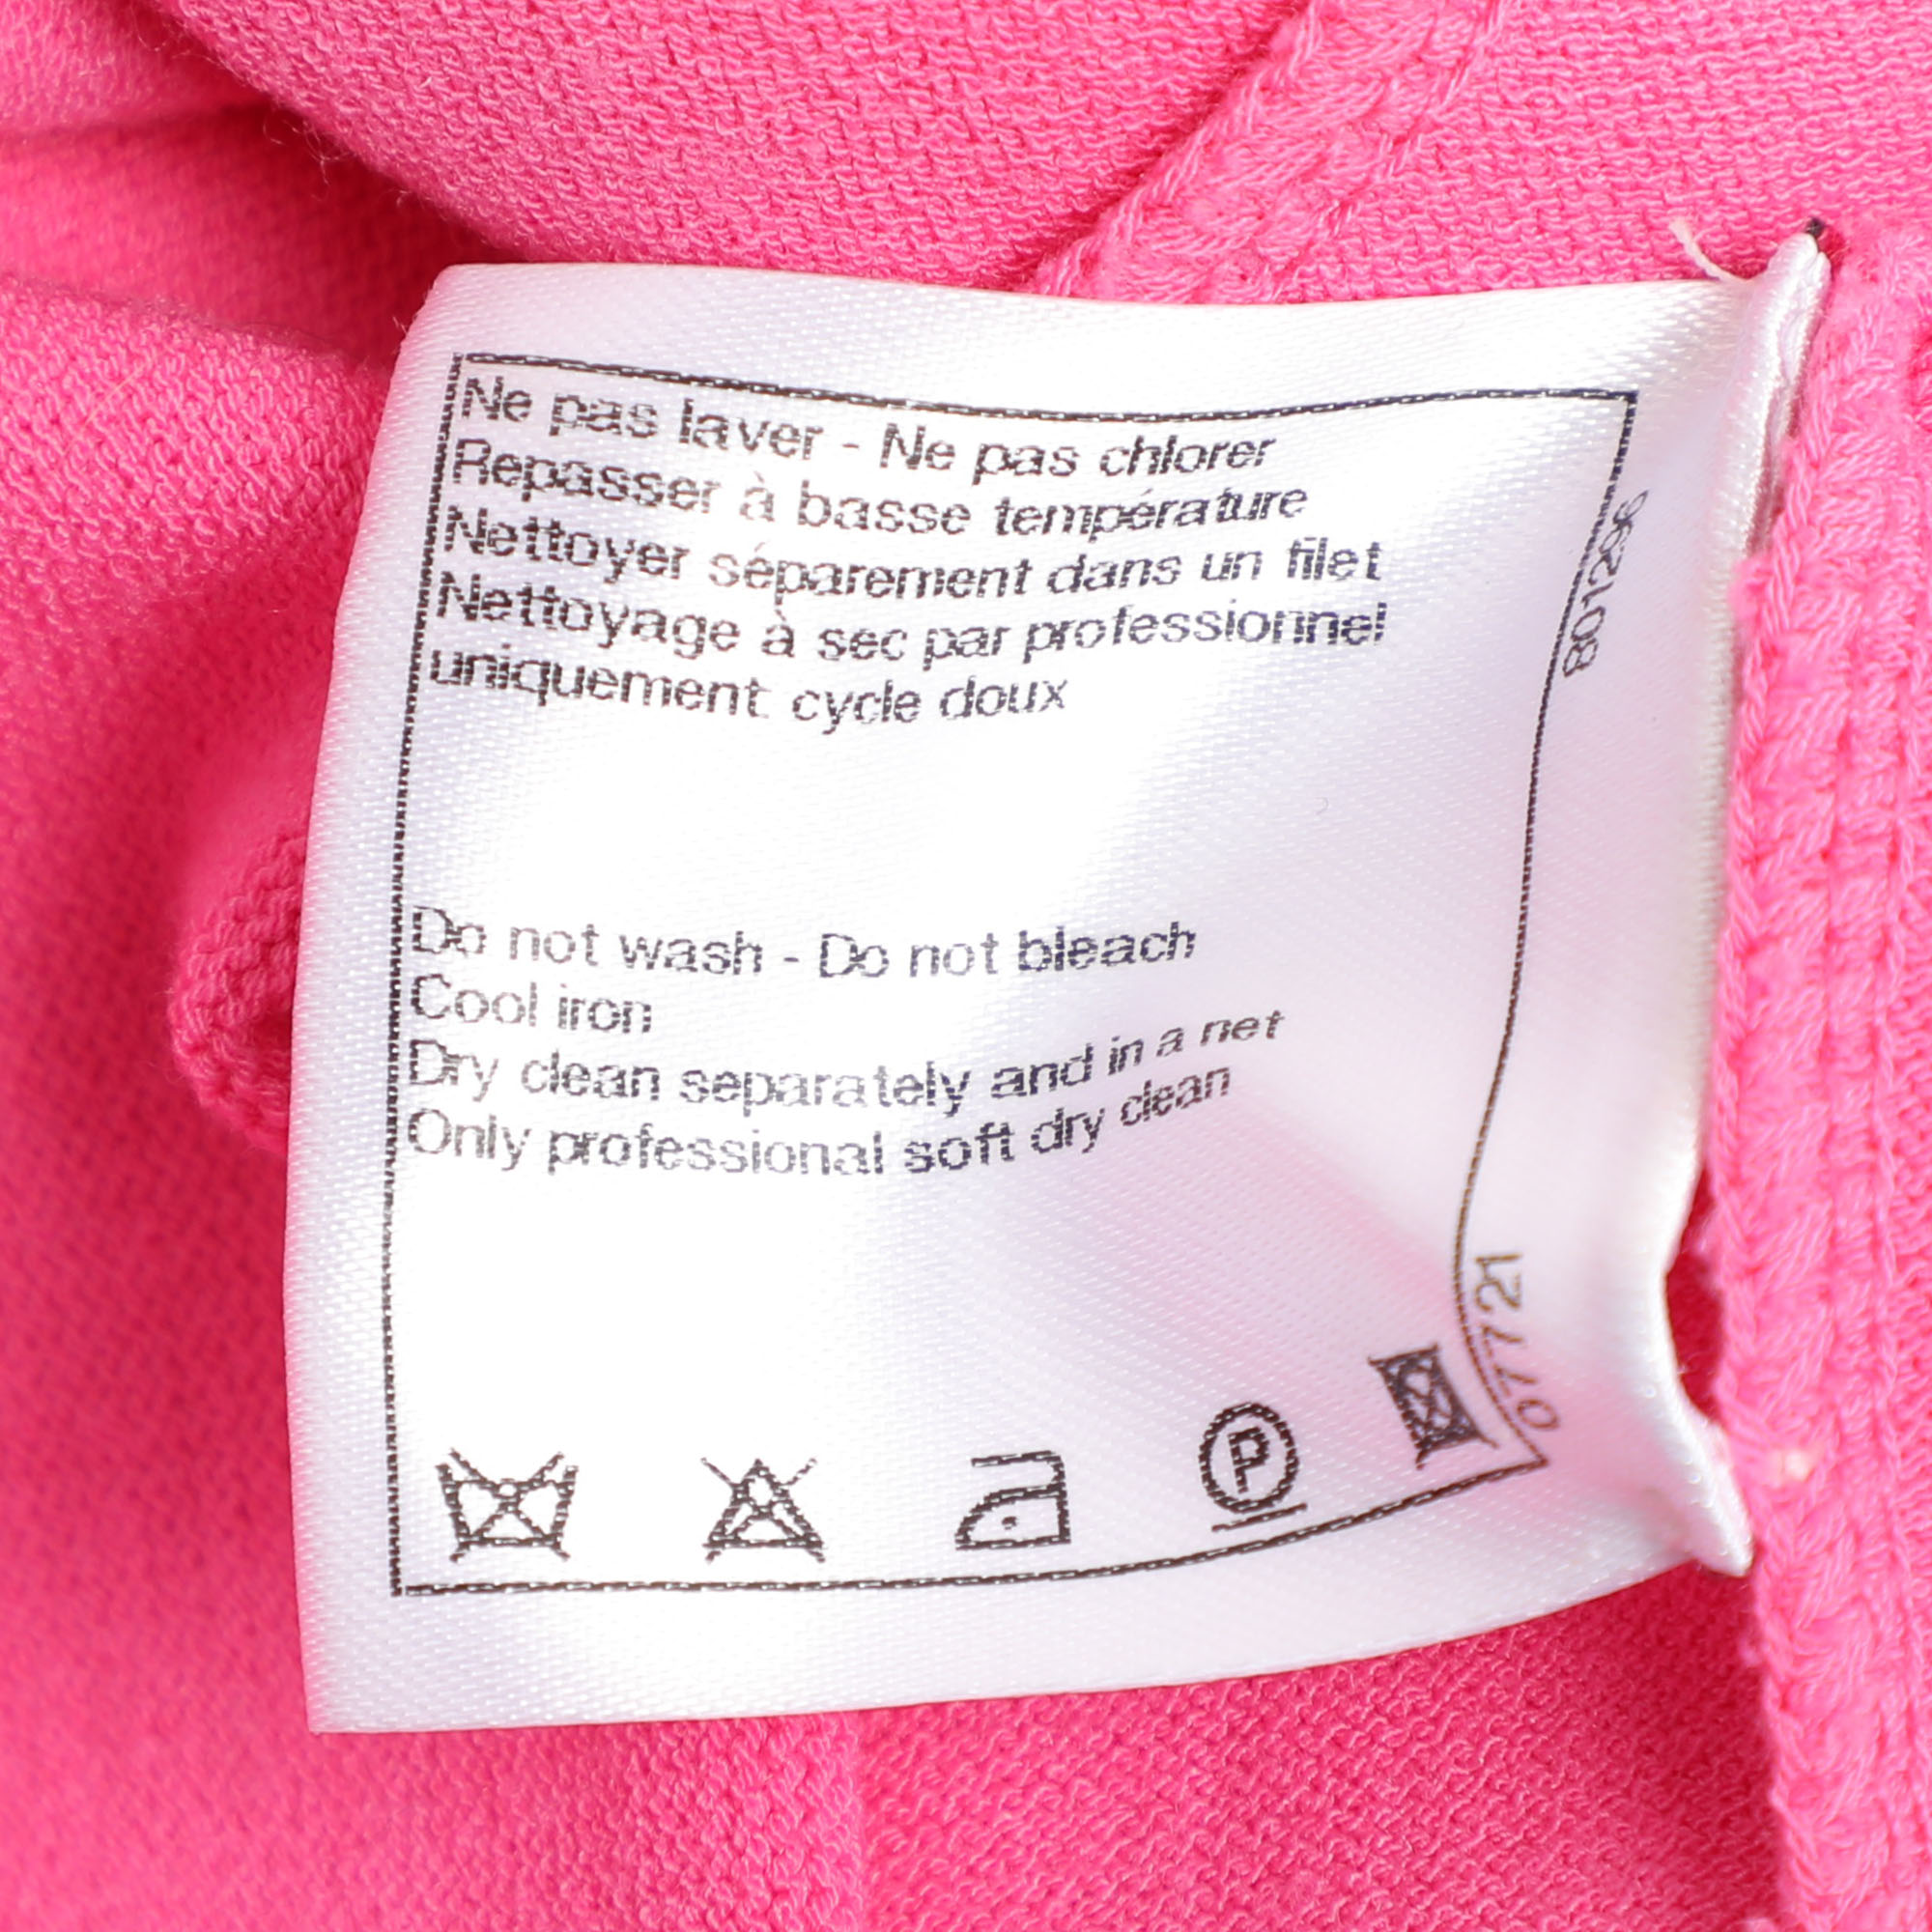 Ne pas laver - Ne pas chlorer
Repasser à basse température
Nettoyer séparement dans un filet
Nettoyage à sec par professionnel
uniquement cycle doux
Do not wash - Do not bleach
Cool iron
Dry clean separately and in a net
Only professional soft dry clean
P
8012296
07721